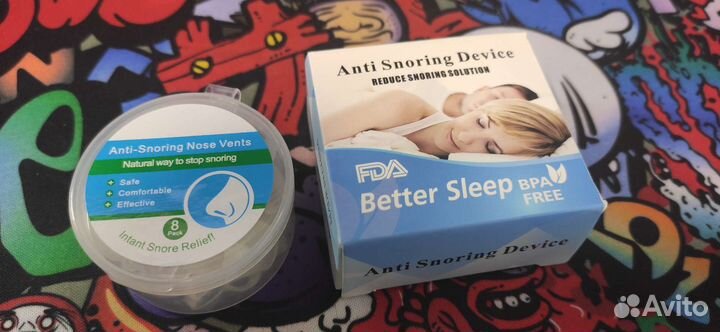 Anti-Snoring Nose Vents
Natural way to stop snoring
+ Safe
+ Comfortable
+ Effective
8
Pack
Intant Snore Relief!
Anti Snoring Device
REDUCE SNORING SOLUTION
FDA
Better Sleep
BPA
FREE
Anti Snoring Device
Avito